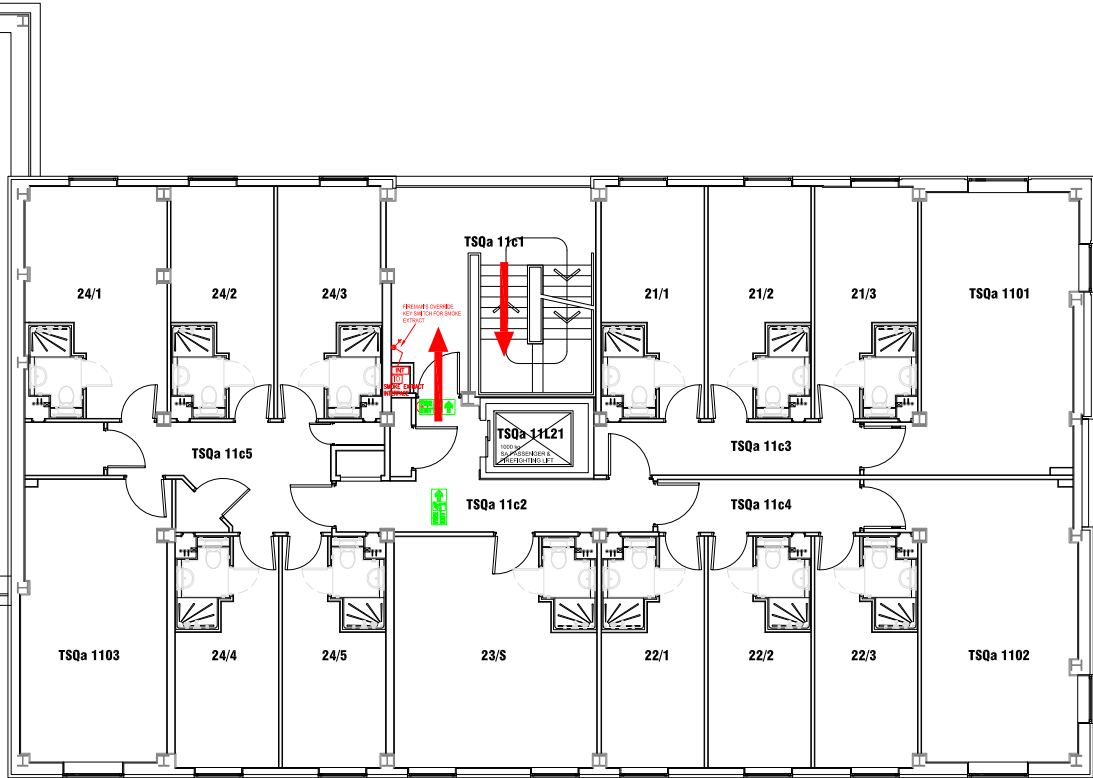 TSQa 11c1
24/1
24/2
24/3
21/1
21/2
21/3
TSQa 1101
FIREMAN'S OVERRIDE
KEY SWITCH FOR SMOKE
EXTRACT
INT
SMOKE EXTRACT
INTERFACE
TSQa 11L21
1000 kg
PASSENGER &
FIREFIGHTING LIFT
TSQa 11c5
TSQa 11c3
TSQa 11c2
TSQa 11c4
TSQa 1103
24/4
24/5
23/S
22/1
22/2
22/3
TSQa 1102